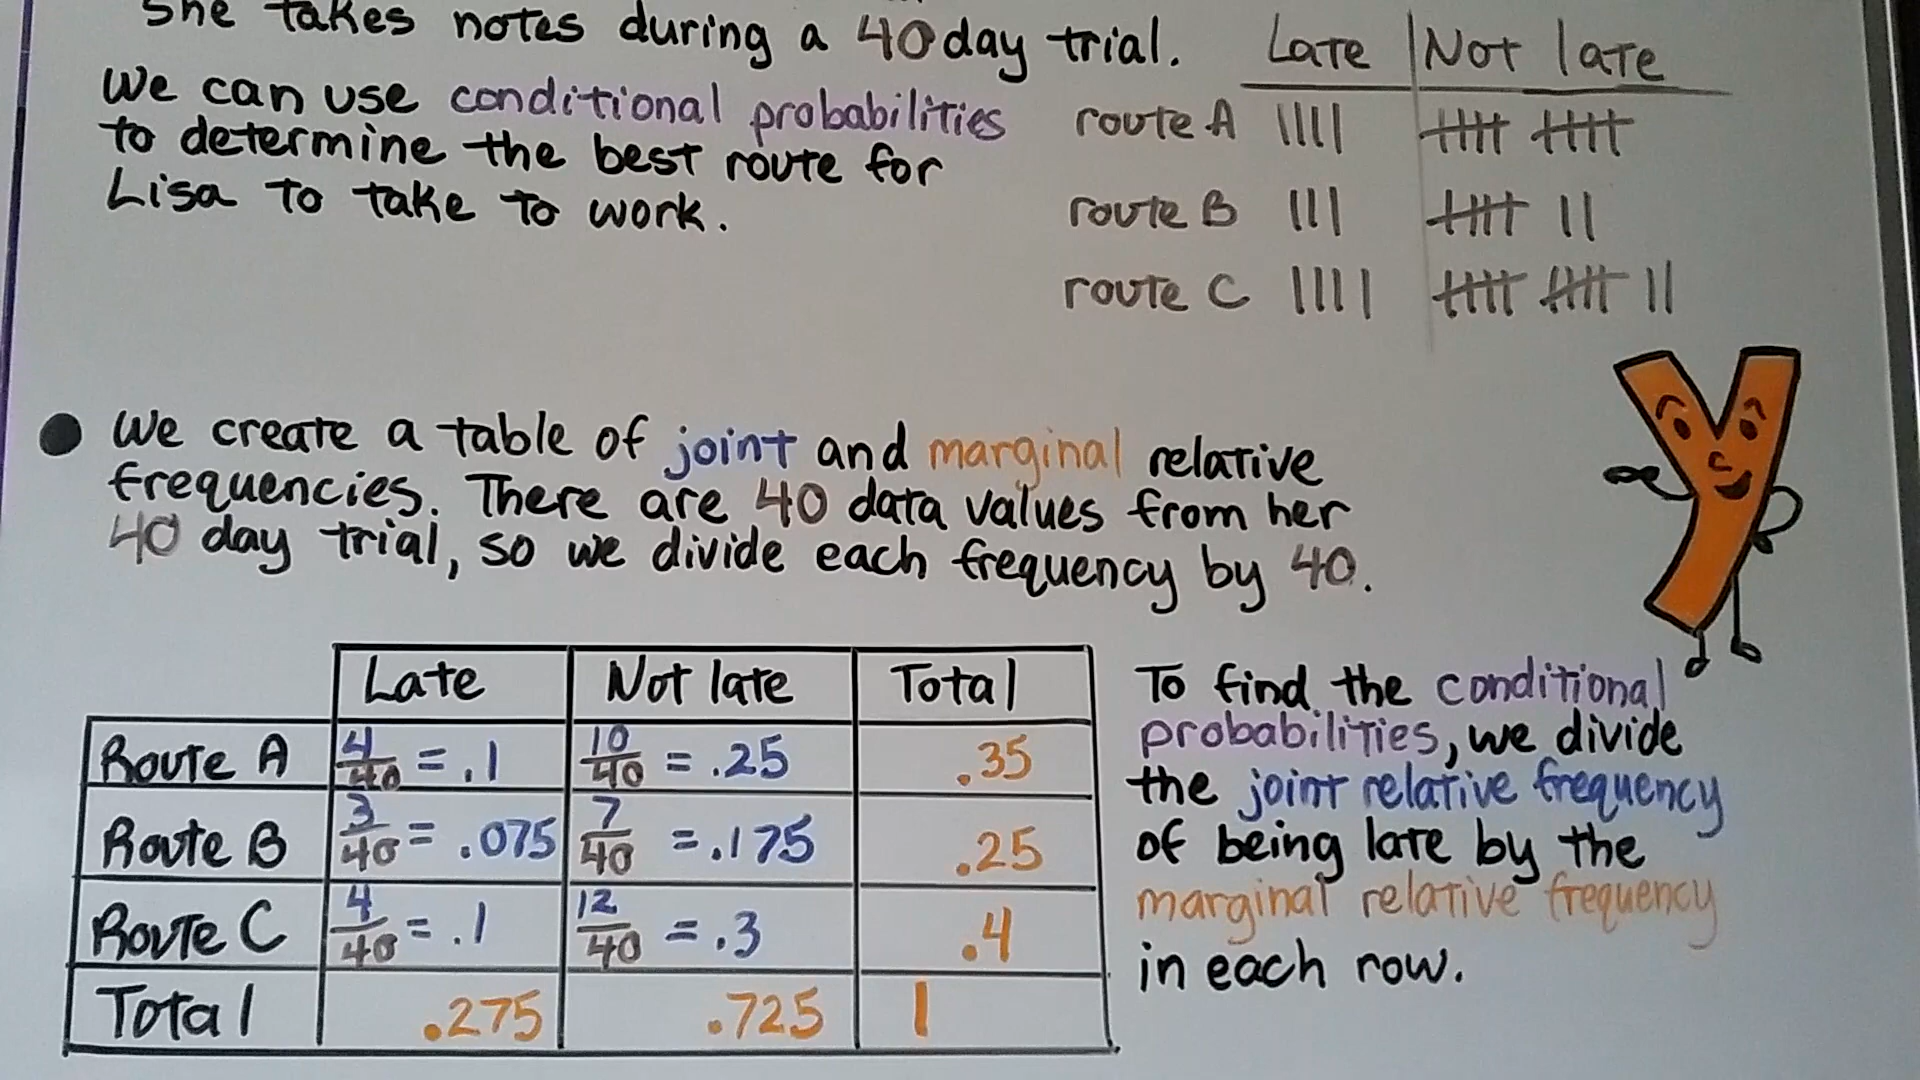 She takes notes during a 40 day trial.
We can use conditional probabilities
to determine the best route for
Lisa to take to work.
Late Not late
route A |||| 卌 卌
route B ||| 卌 ||
route C |||| 卌 卌 ||
We create a table of joint and marginal relative
frequencies. There are 40 data values from her
40 day trial, so we divide each frequency by 40.
Late Not late Total
Route A 4/40 = .1 10/40 = .25 .35
Route B 3/40 = .075 7/40 = .175 .25
Route C 4/40 = .1 12/40 = .3 .4
Total .275 .725 1
To find the conditional
probabilities, we divide
the joint relative frequency
of being late by the
marginal relative frequency
in each row.